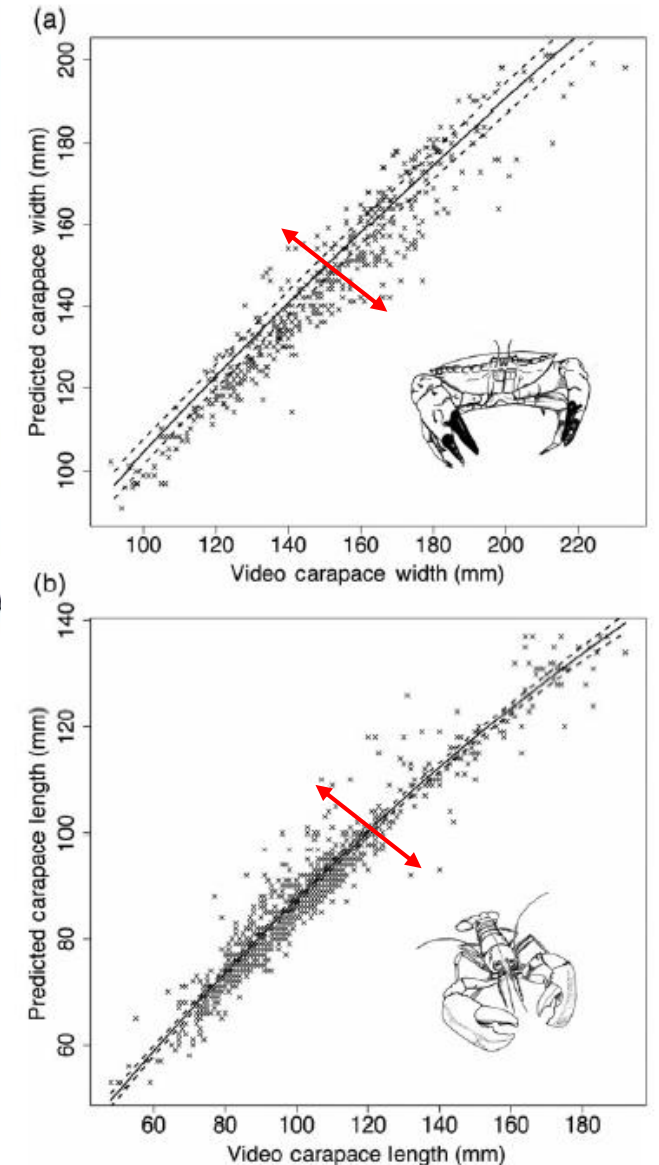 (a)
Predicted carapace width (mm)
200
180
160
140
120
100
100 120 140 160 180 200 220
Video carapace width (mm)
(b)
Predicted carapace length (mm)
140
120
100
80
60
60 80 100 120 140 160 180
Video carapace length (mm)